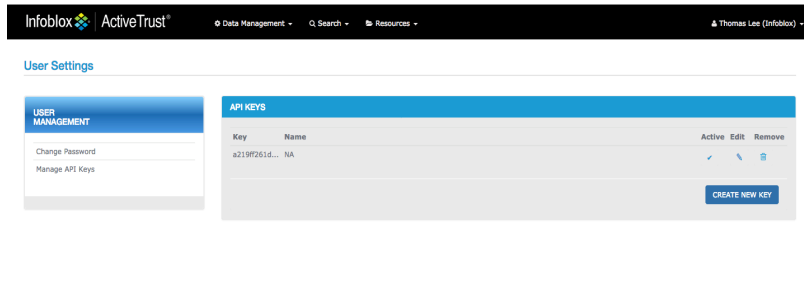 Infoblox | ActiveTrust®
Data Management
Search
Resources
Thomas Lee (Infoblox)
User Settings
USER
MANAGEMENT
Change Password
Manage API Keys
API KEYS
Key Name Active Edit Remove
a219ff261d... NA
CREATE NEW KEY